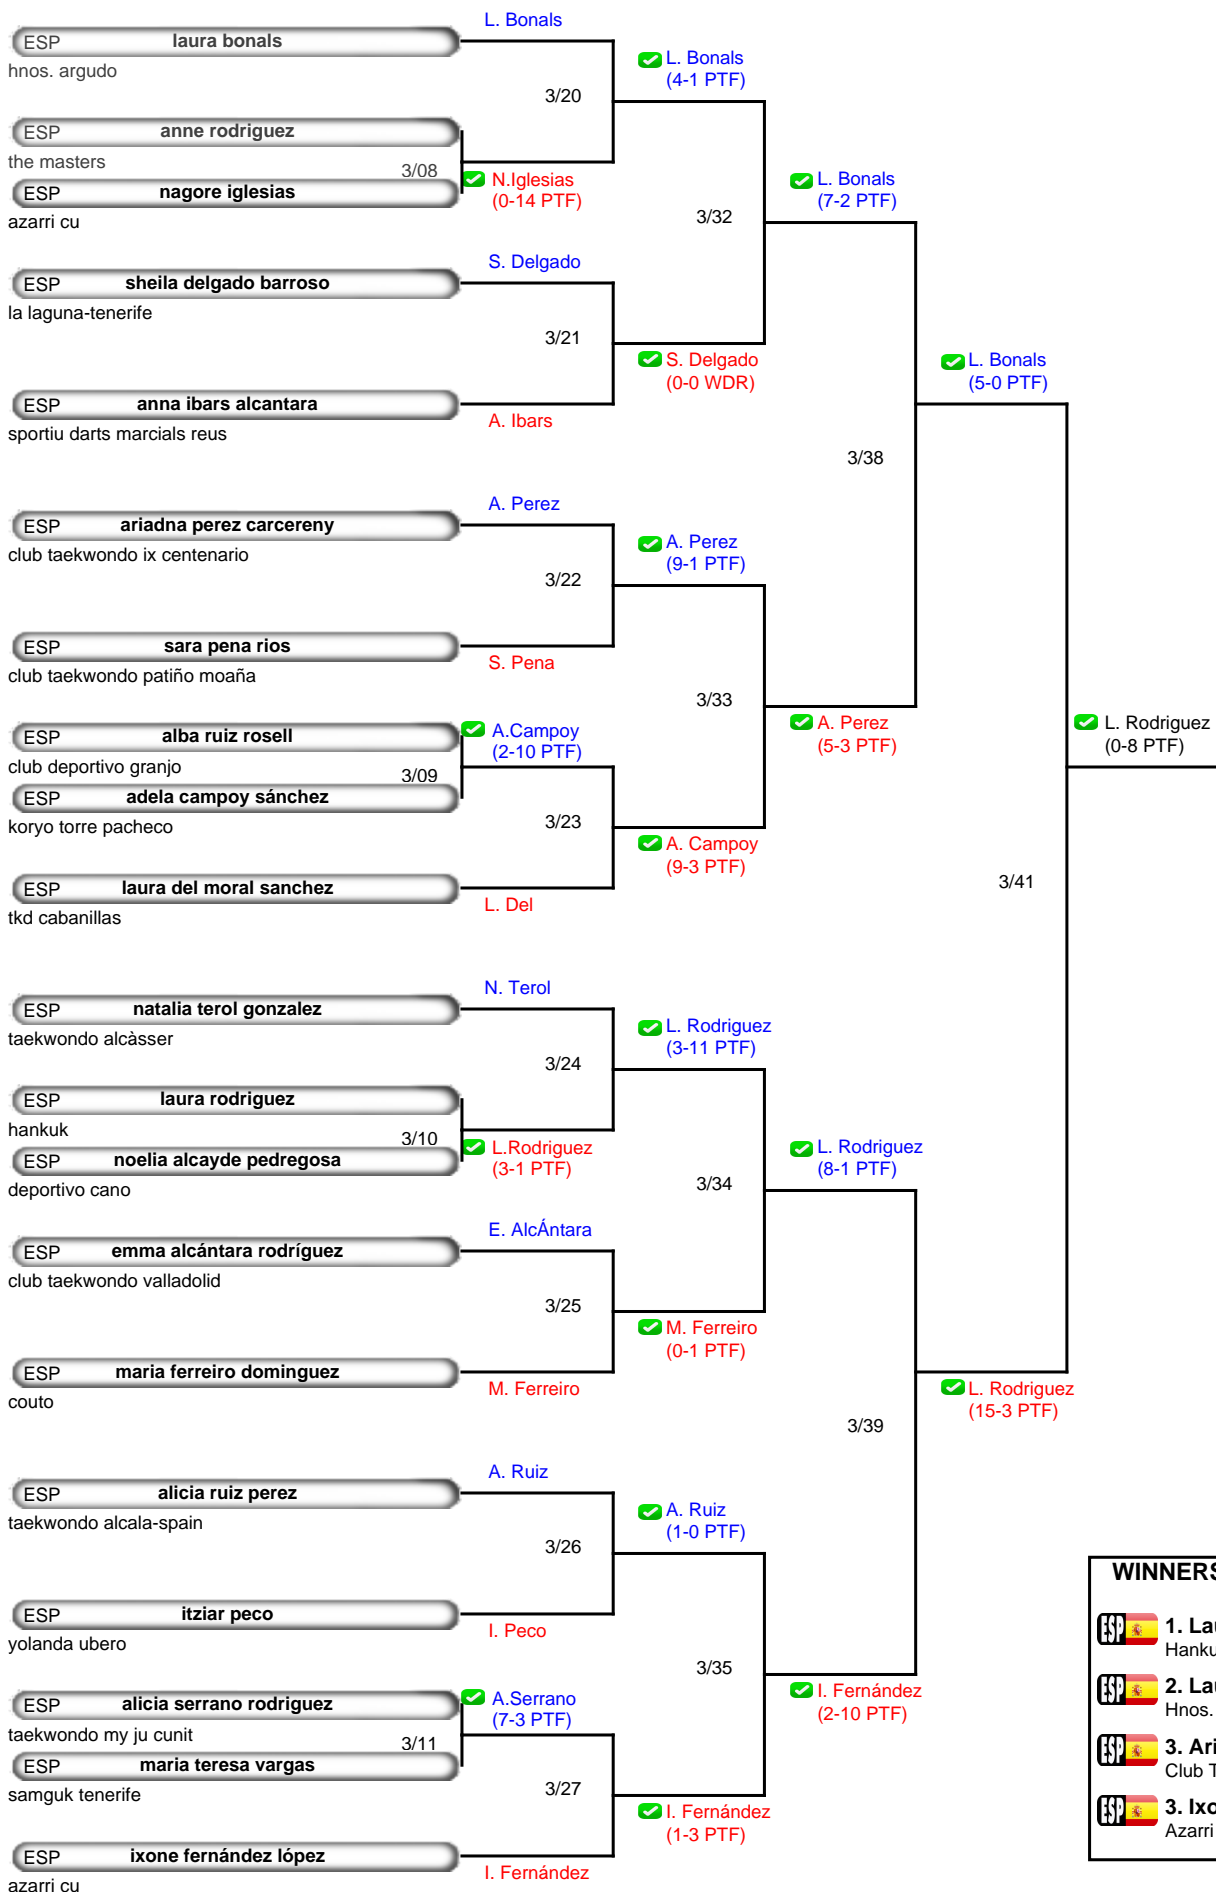 L. Bonals
ESP laura bonals
hnos. argudo
L. Bonals
(4-1 PTF)
3/20
ESP anne rodriguez
the masters
3/08
N.Iglesias
(0-14 PTF)
ESP nagore iglesias
azarri cu
L. Bonals
(7-2 PTF)
3/32
S. Delgado
ESP sheila delgado barroso
la laguna-tenerife
3/21
S. Delgado
(0-0 WDR)
L. Bonals
(5-0 PTF)
ESP anna ibars alcantara
A. Ibars
sportiu darts marcials reus
3/38
A. Perez
ESP ariadna perez carcereny
club taekwondo ix centenario
A. Perez
(9-1 PTF)
3/22
ESP sara pena rios
S. Pena
club taekwondo patiño moaña
3/33
A. Perez
(5-3 PTF)
L. Rodriguez
(0-8 PTF)
ESP alba ruiz rosell
A.Campoy
(2-10 PTF)
club deportivo granjo
3/09
ESP adela campoy sánchez
koryo torre pacheco
3/23
A. Campoy
(9-3 PTF)
3/41
ESP laura del moral sanchez
L. Del
tkd cabanillas
N. Terol
ESP natalia terol gonzalez
taekwondo alcàsser
L. Rodriguez
(3-11 PTF)
3/24
ESP laura rodriguez
hankuk
3/10
L.Rodriguez
(3-1 PTF)
ESP noelia alcayde pedregosa
deportivo cano
L. Rodriguez
(8-1 PTF)
3/34
E. AlcÁntara
ESP emma alcántara rodríguez
club taekwondo valladolid
3/25
M. Ferreiro
(0-1 PTF)
ESP maria ferreiro dominguez
M. Ferreiro
couto
L. Rodriguez
(15-3 PTF)
3/39
A. Ruiz
ESP alicia ruiz perez
taekwondo alcala-spain
A. Ruiz
(1-0 PTF)
3/26
ESP itziar peco
I. Peco
yolanda ubero
3/35
I. Fernández
(2-10 PTF)
ESP alicia serrano rodriguez
A.Serrano
(7-3 PTF)
taekwondo my ju cunit
3/11
ESP maria teresa vargas
samguk tenerife
3/27
I. Fernández
(1-3 PTF)
ESP ixone fernández lópez
I. Fernández
azarri cu
WINNERS
ESP 1. Lau
Hanku
ESP 2. Lau
Hnos.
ESP 3. Ari
Club T
ESP 3. Ixo
Azarri